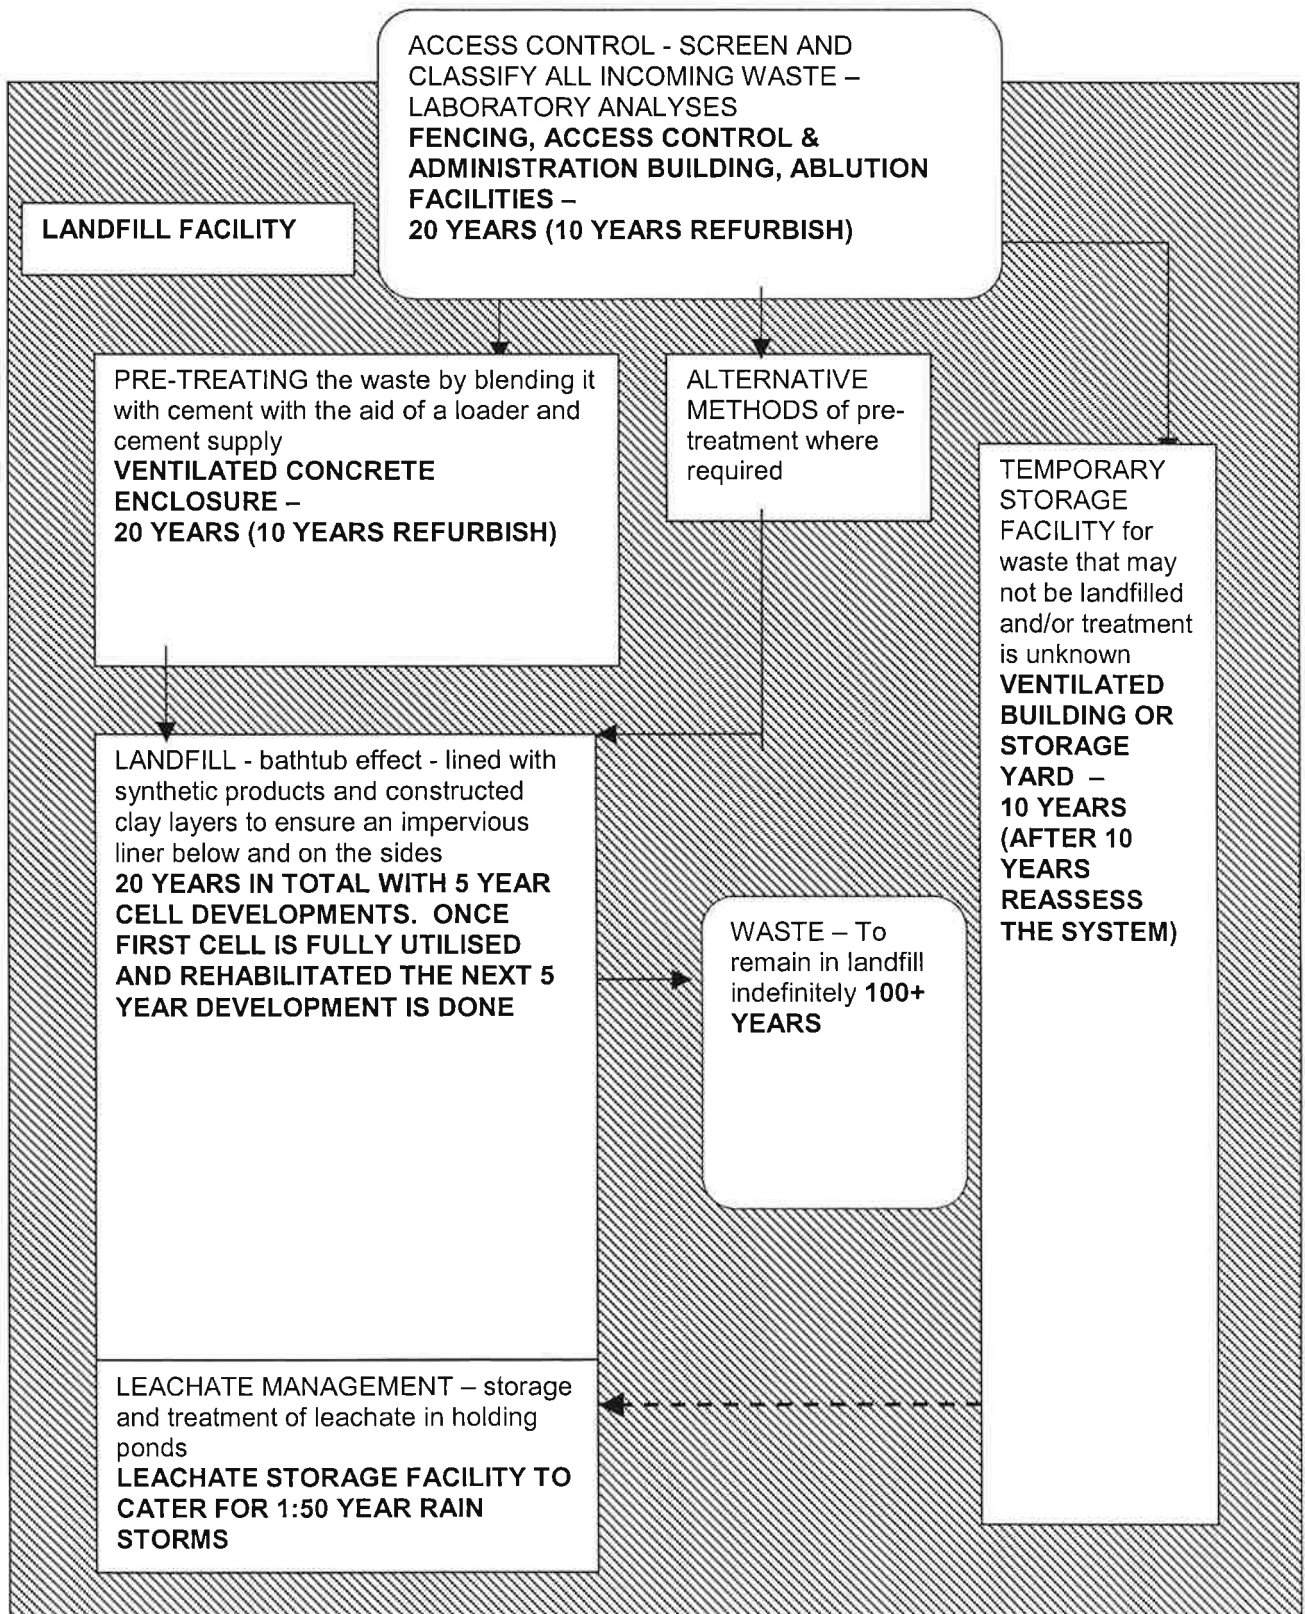 ACCESS CONTROL - SCREEN AND
CLASSIFY ALL INCOMING WASTE –
LABORATORY ANALYSES
FENCING, ACCESS CONTROL &
ADMINISTRATION BUILDING, ABLUTION
FACILITIES –
20 YEARS (10 YEARS REFURBISH)
LANDFILL FACILITY
PRE-TREATING the waste by blending it
with cement with the aid of a loader and
cement supply
VENTILATED CONCRETE
ENCLOSURE –
20 YEARS (10 YEARS REFURBISH)
ALTERNATIVE
METHODS of pre-
treatment where
required
TEMPORARY
STORAGE
FACILITY for
waste that may
not be landfilled
and/or treatment
is unknown
VENTILATED
BUILDING OR
STORAGE
YARD –
10 YEARS
(AFTER 10
YEARS
REASSESS
THE SYSTEM)
LANDFILL - bathtub effect - lined with
synthetic products and constructed
clay layers to ensure an impervious
liner below and on the sides
20 YEARS IN TOTAL WITH 5 YEAR
CELL DEVELOPMENTS. ONCE
FIRST CELL IS FULLY UTILISED
AND REHABILITATED THE NEXT 5
YEAR DEVELOPMENT IS DONE
WASTE – To
remain in landfill
indefinitely 100+
YEARS
LEACHATE MANAGEMENT – storage
and treatment of leachate in holding
ponds
LEACHATE STORAGE FACILITY TO
CATER FOR 1:50 YEAR RAIN
STORMS